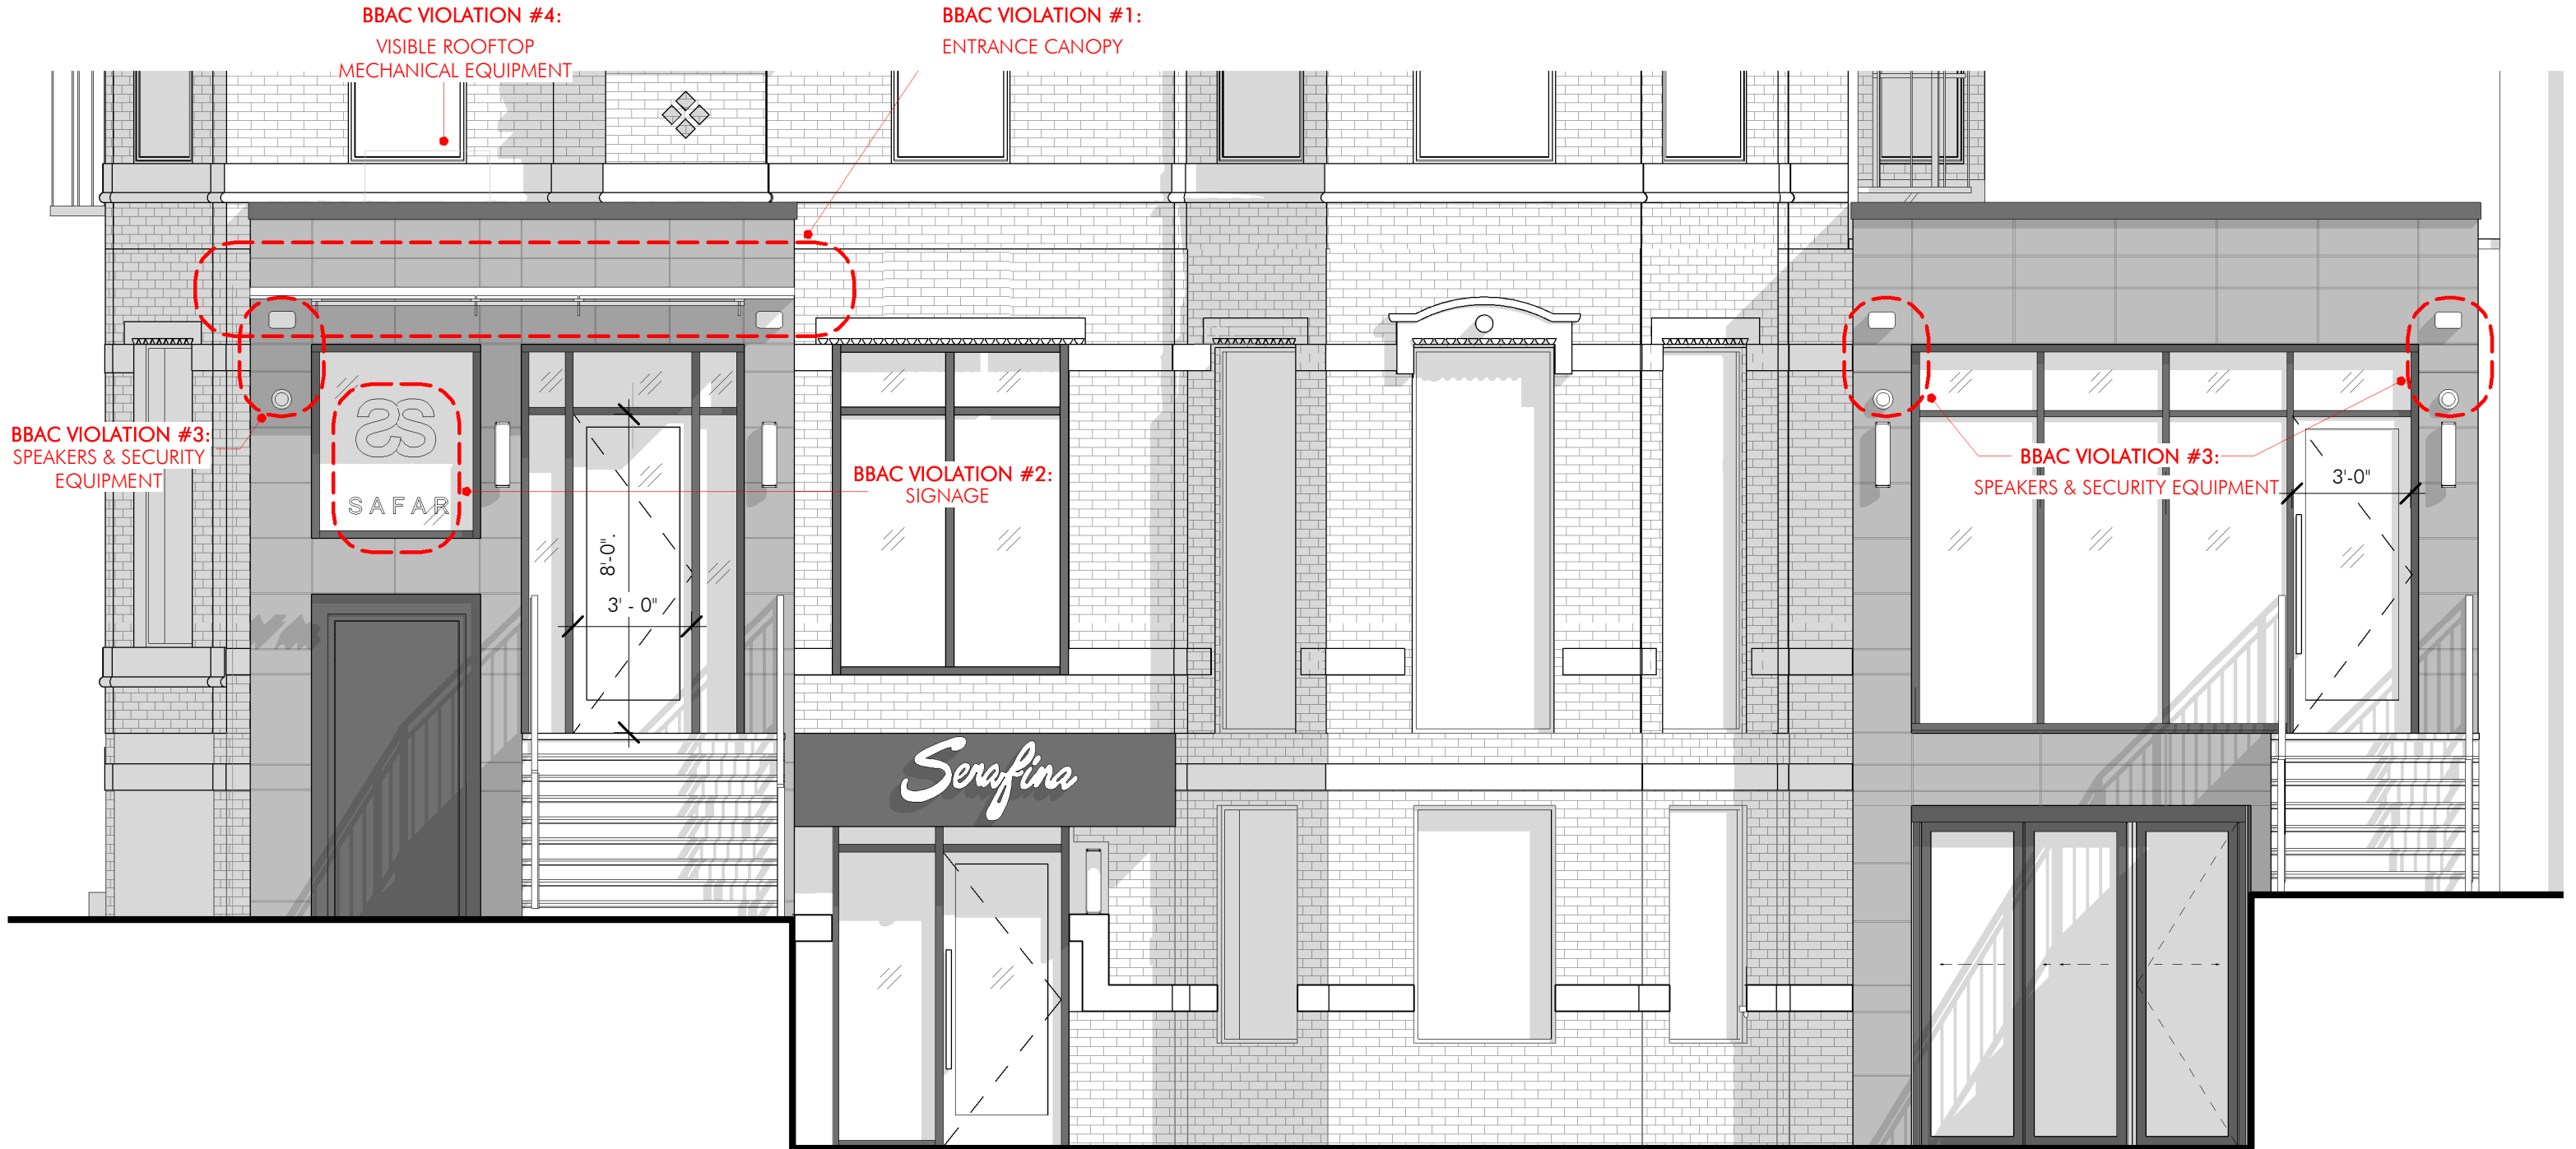 BBAC VIOLATION #4:
VISIBLE ROOFTOP
MECHANICAL EQUIPMENT
BBAC VIOLATION #1:
ENTRANCE CANOPY
BBAC VIOLATION #3:
SPEAKERS & SECURITY
EQUIPMENT
SAFAR
BBAC VIOLATION #2:
SIGNAGE
8'-0".
3' - 0"
BBAC VIOLATION #3:
SPEAKERS & SECURITY EQUIPMENT
3'-0"
Serafina